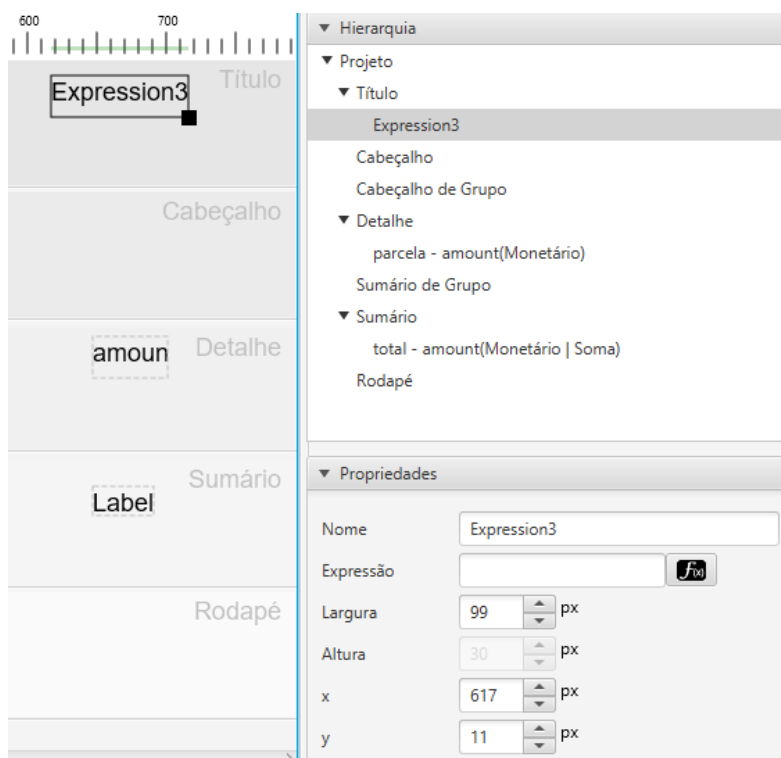 600 700
Título
Expression3
Cabeçalho
amoun
Detalhe
Sumário
Label
Rodapé
Hierarquia
Projeto
Título
Expression3
Cabeçalho
Cabeçalho de Grupo
Detalhe
parcela - amount(Monetário)
Sumário de Grupo
Sumário
total - amount(Monetário | Soma)
Rodapé
Propriedades
Nome Expression3
Expressão f(x)
Largura 99 px
Altura 30 px
x 617 px
y 11 px